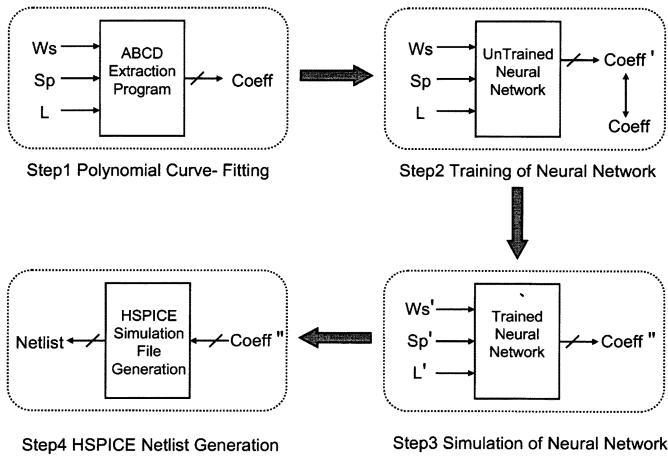 Ws
Sp
L
ABCD
Extraction
Program
Coeff
Step1 Polynomial Curve- Fitting
Ws
Sp
L
UnTrained
Neural
Network
Coeff '
Coeff
Step2 Training of Neural Network
Ws'
Sp'
L'
Trained
Neural
Network
Coeff "
Step3 Simulation of Neural Network
Netlist
HSPICE
Simulation
File
Generation
Coeff "
Step4 HSPICE Netlist Generation